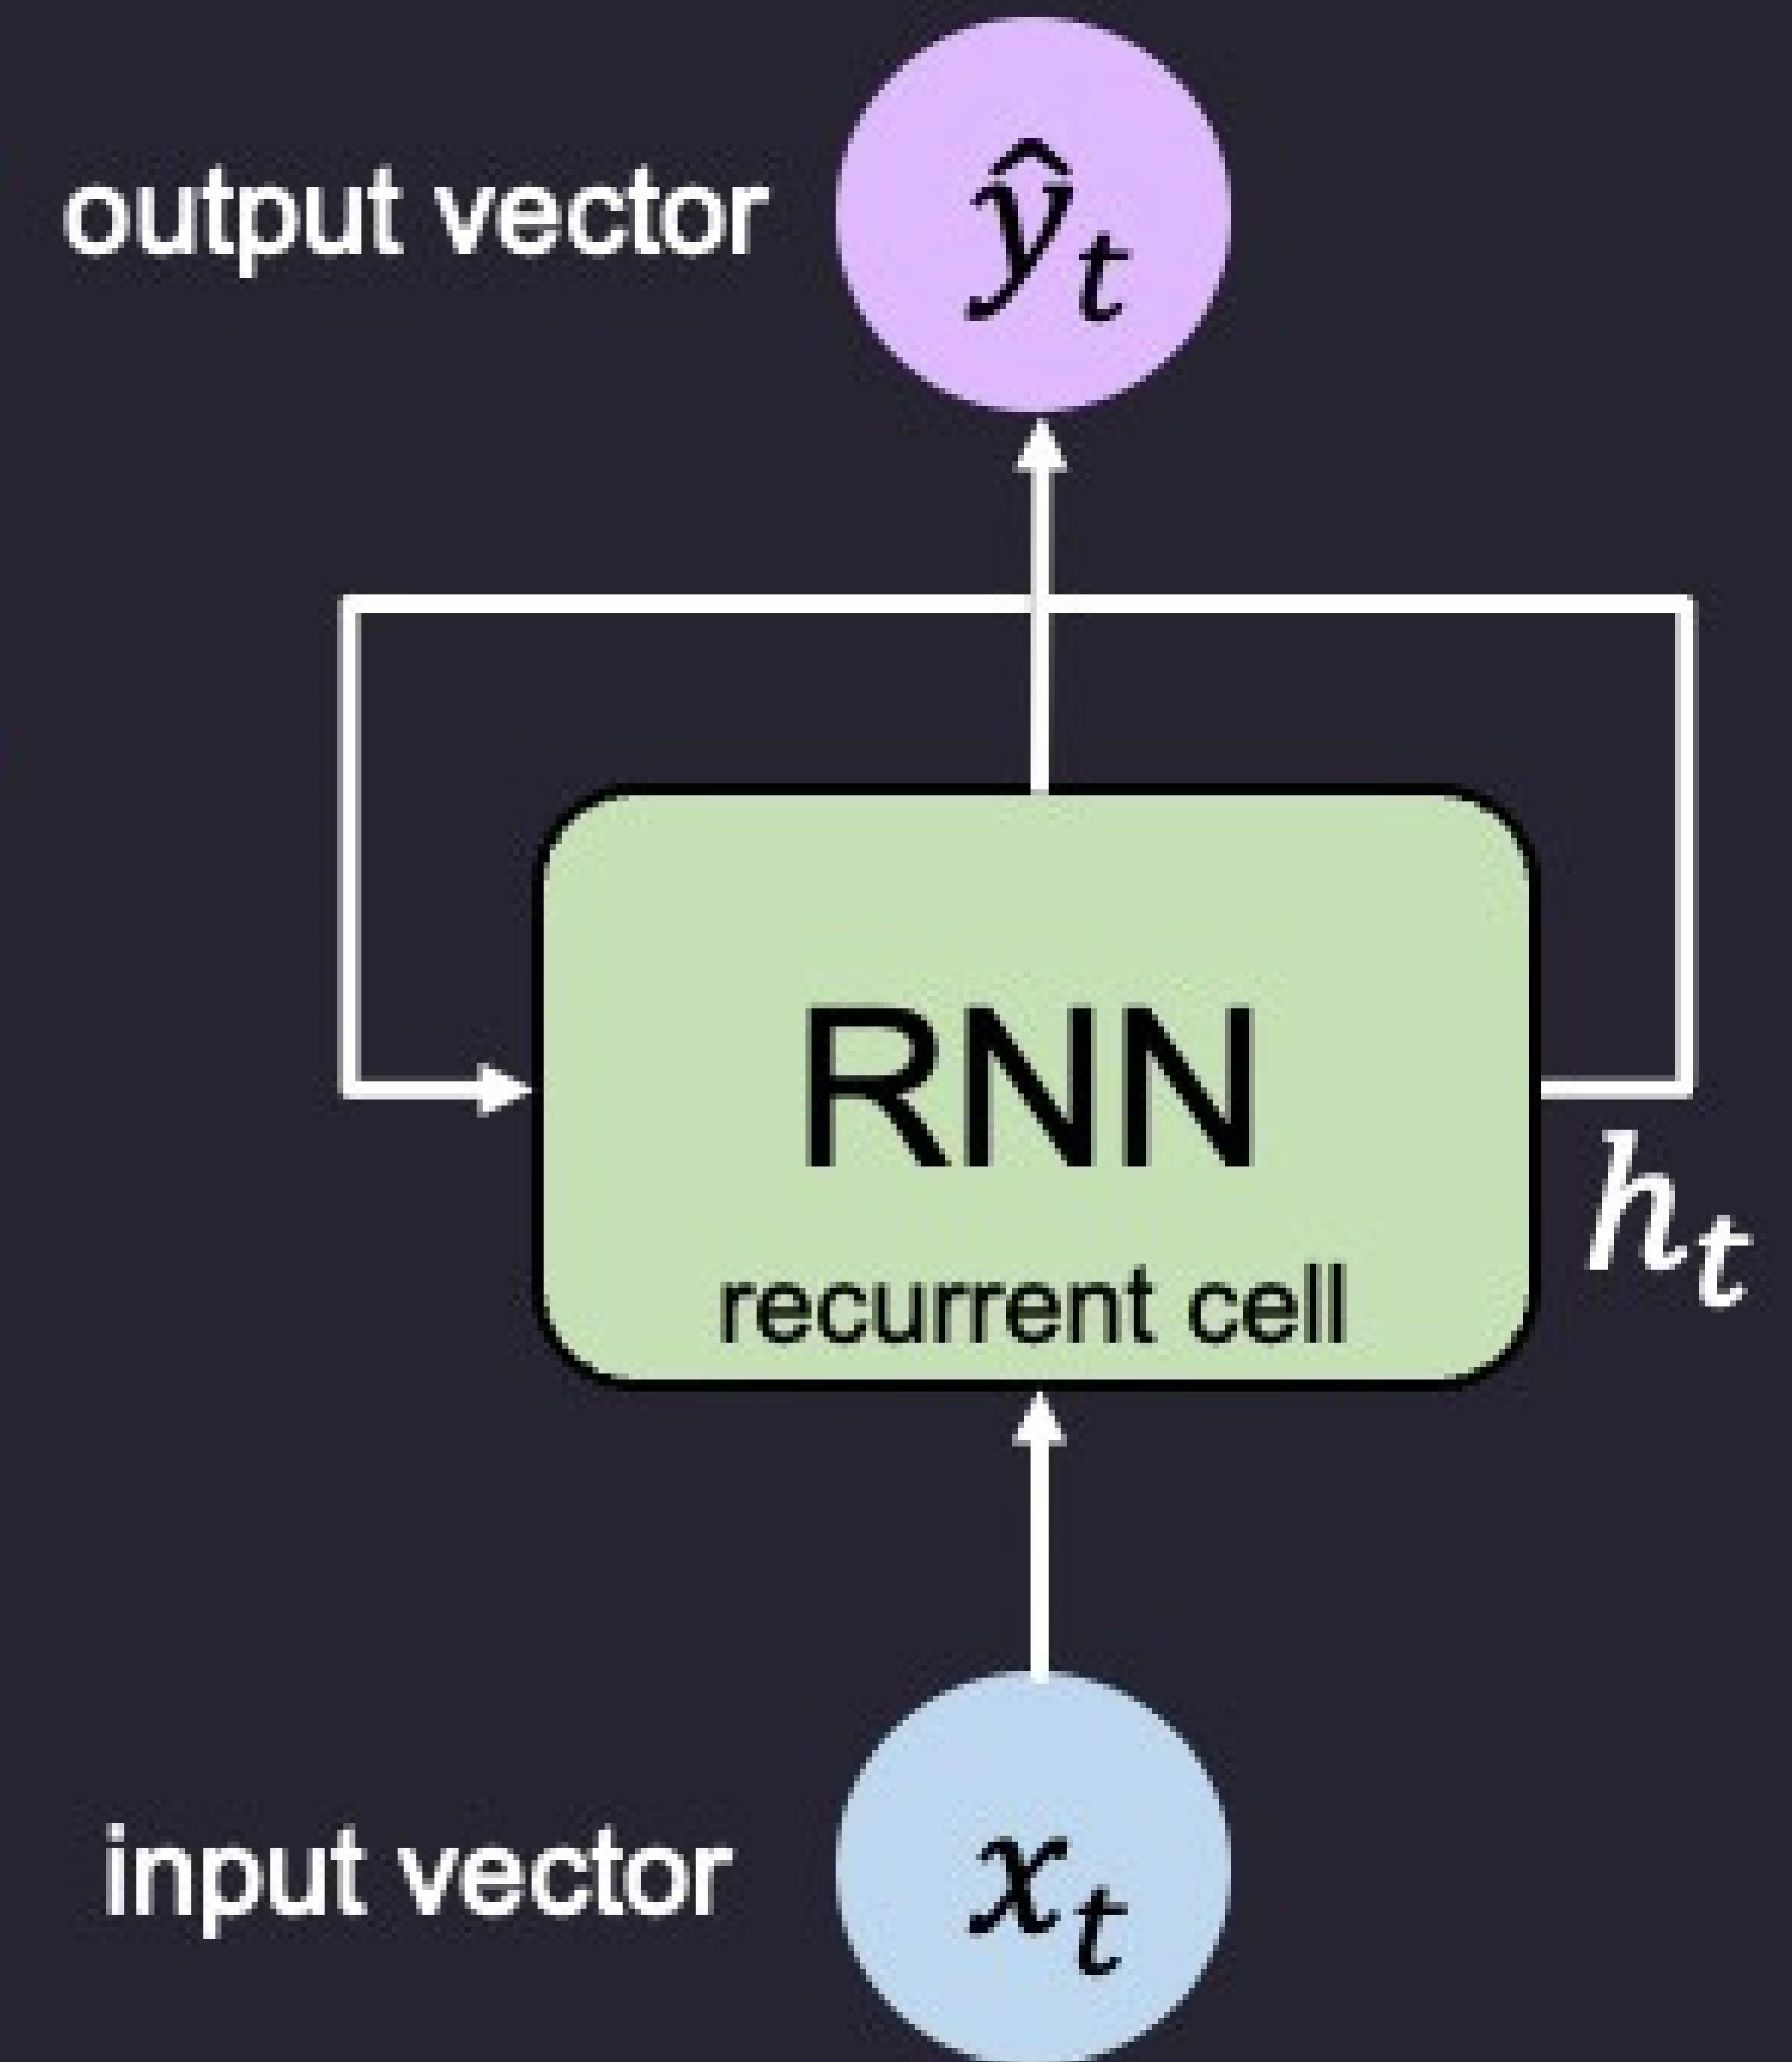 output vector
ŷₜ
RNN
recurrent cell
hₜ
input vector
xₜ